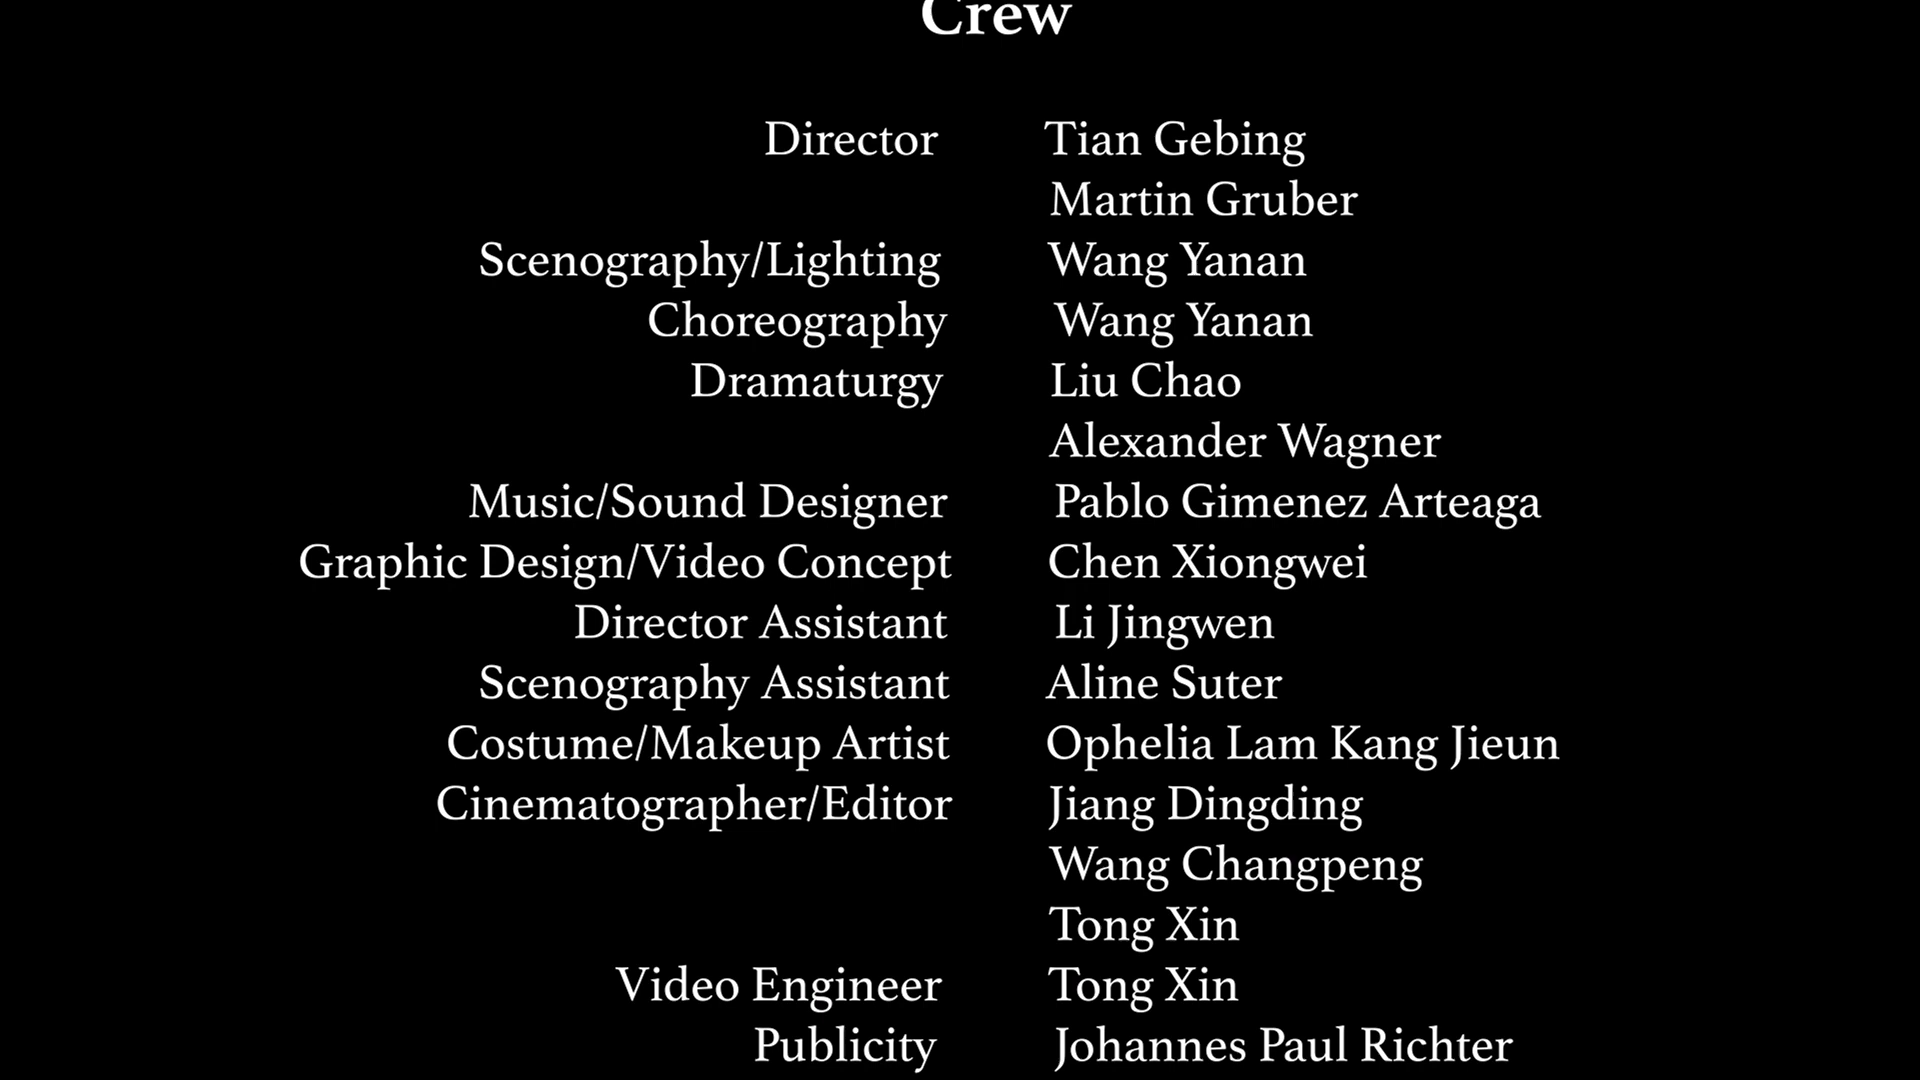 Crew
Director Tian Gebing
Martin Gruber
Scenography/Lighting Wang Yanan
Choreography Wang Yanan
Dramaturgy Liu Chao
Alexander Wagner
Music/Sound Designer Pablo Gimenez Arteaga
Graphic Design/Video Concept Chen Xiongwei
Director Assistant Li Jingwen
Scenography Assistant Aline Suter
Costume/Makeup Artist Ophelia Lam Kang Jieun
Cinematographer/Editor Jiang Dingding
Wang Changpeng
Tong Xin
Video Engineer Tong Xin
Publicity Johannes Paul Richter